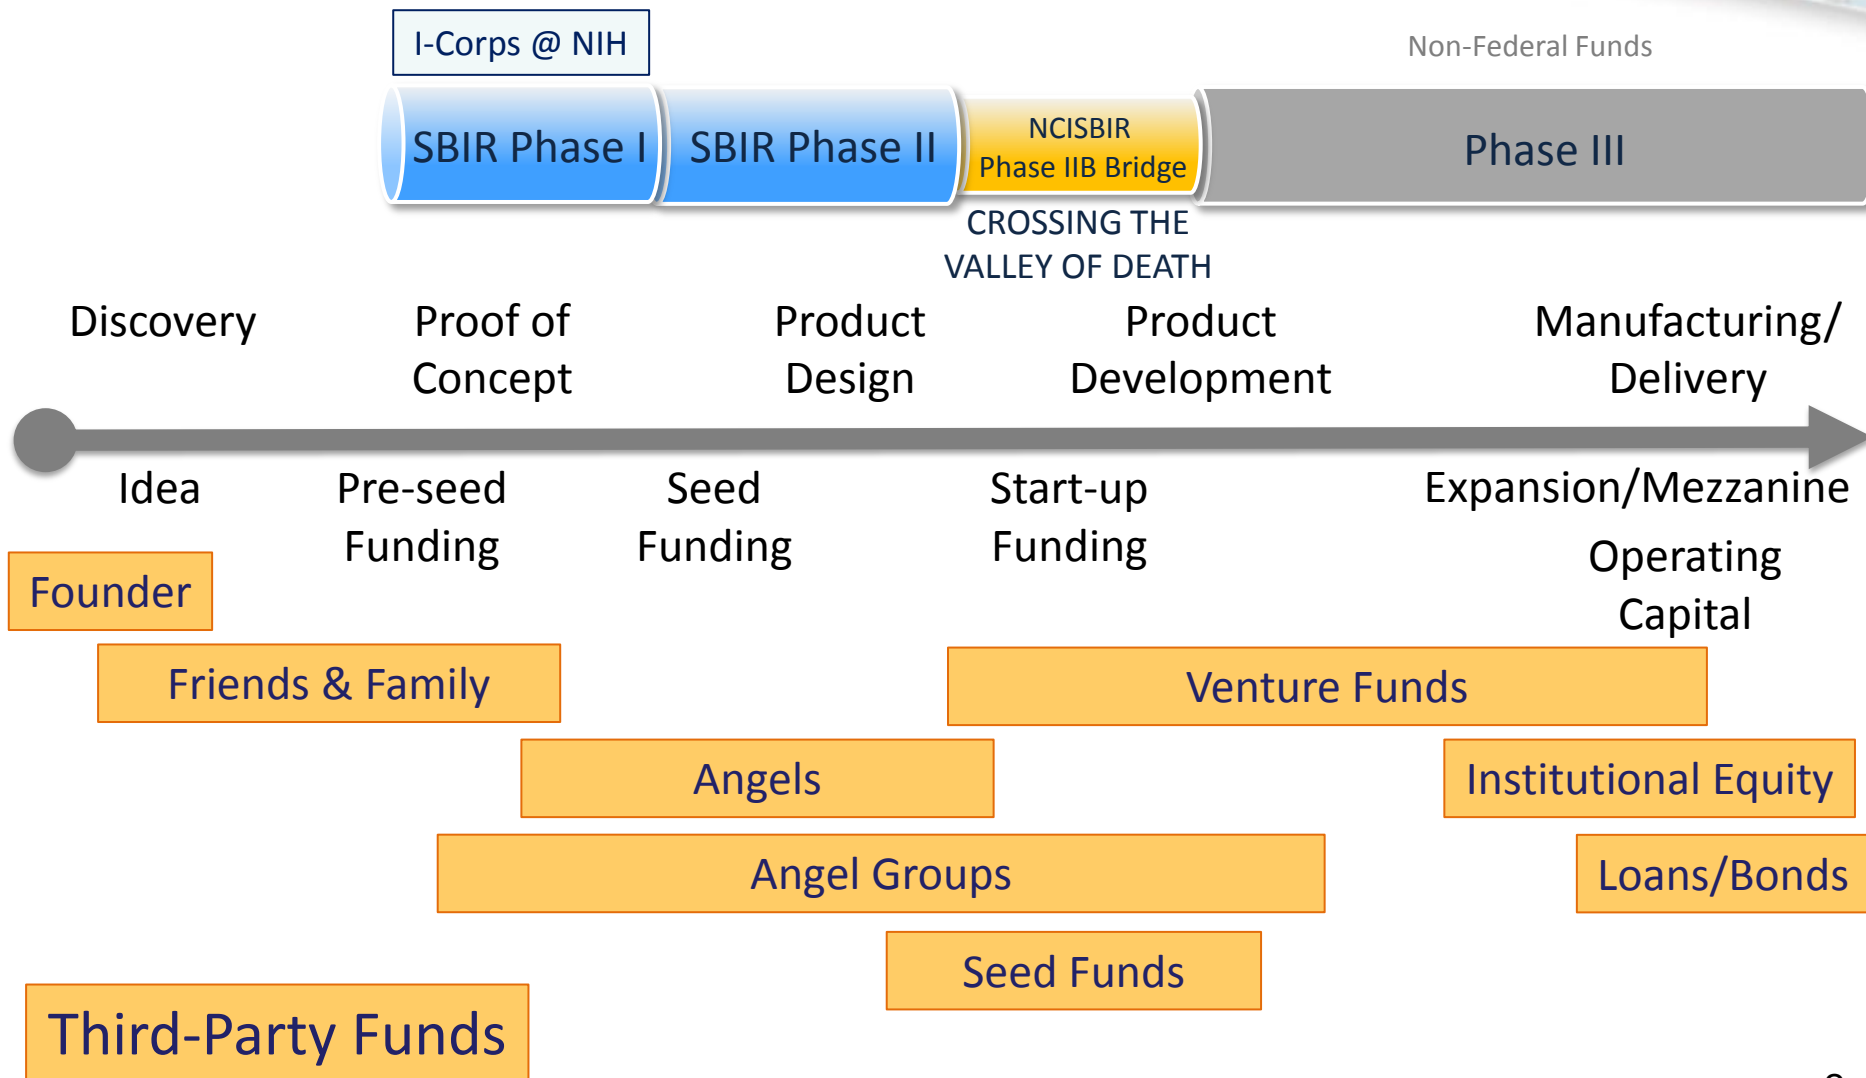 I-Corps @ NIH
Non-Federal Funds
SBIR Phase I
SBIR Phase II
NCISBIR
Phase IIB Bridge
Phase III
CROSSING THE
VALLEY OF DEATH
Discovery
Proof of
Concept
Product
Design
Product
Development
Manufacturing/
Delivery
Idea
Pre-seed
Funding
Seed
Funding
Start-up
Funding
Expansion/Mezzanine
Operating
Capital
Founder
Friends & Family
Venture Funds
Angels
Institutional Equity
Angel Groups
Loans/Bonds
Seed Funds
Third-Party Funds